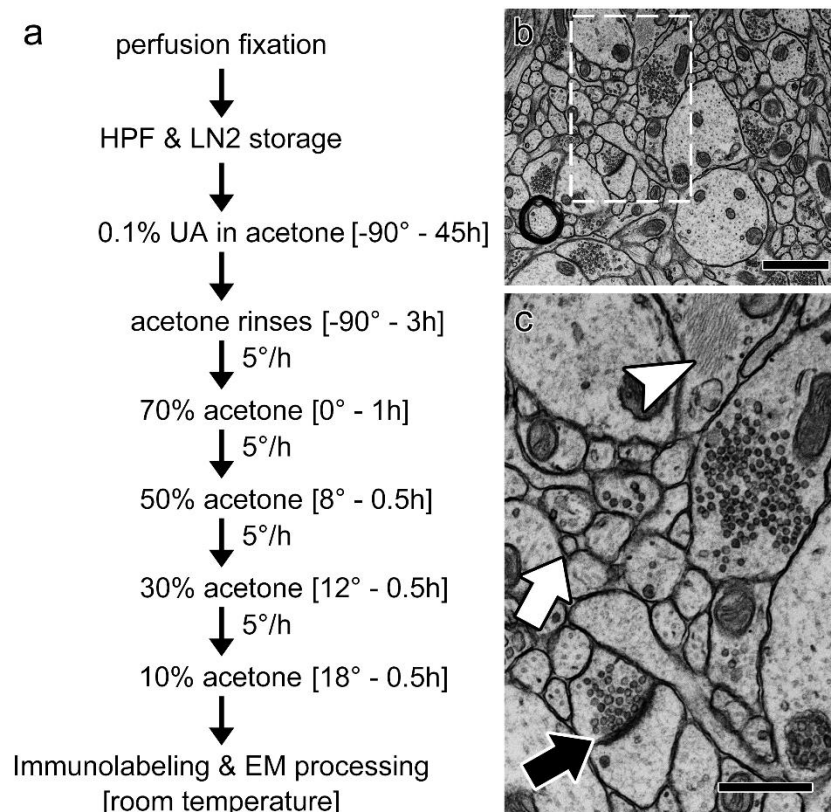 a
perfusion fixation
HPF & LN2 storage
0.1% UA in acetone [-90° - 45h]
acetone rinses [-90° - 3h]
5°/h
70% acetone [0° - 1h]
5°/h
50% acetone [8° - 0.5h]
5°/h
30% acetone [12° - 0.5h]
5°/h
10% acetone [18° - 0.5h]
Immunolabeling & EM processing
[room temperature]
b
c